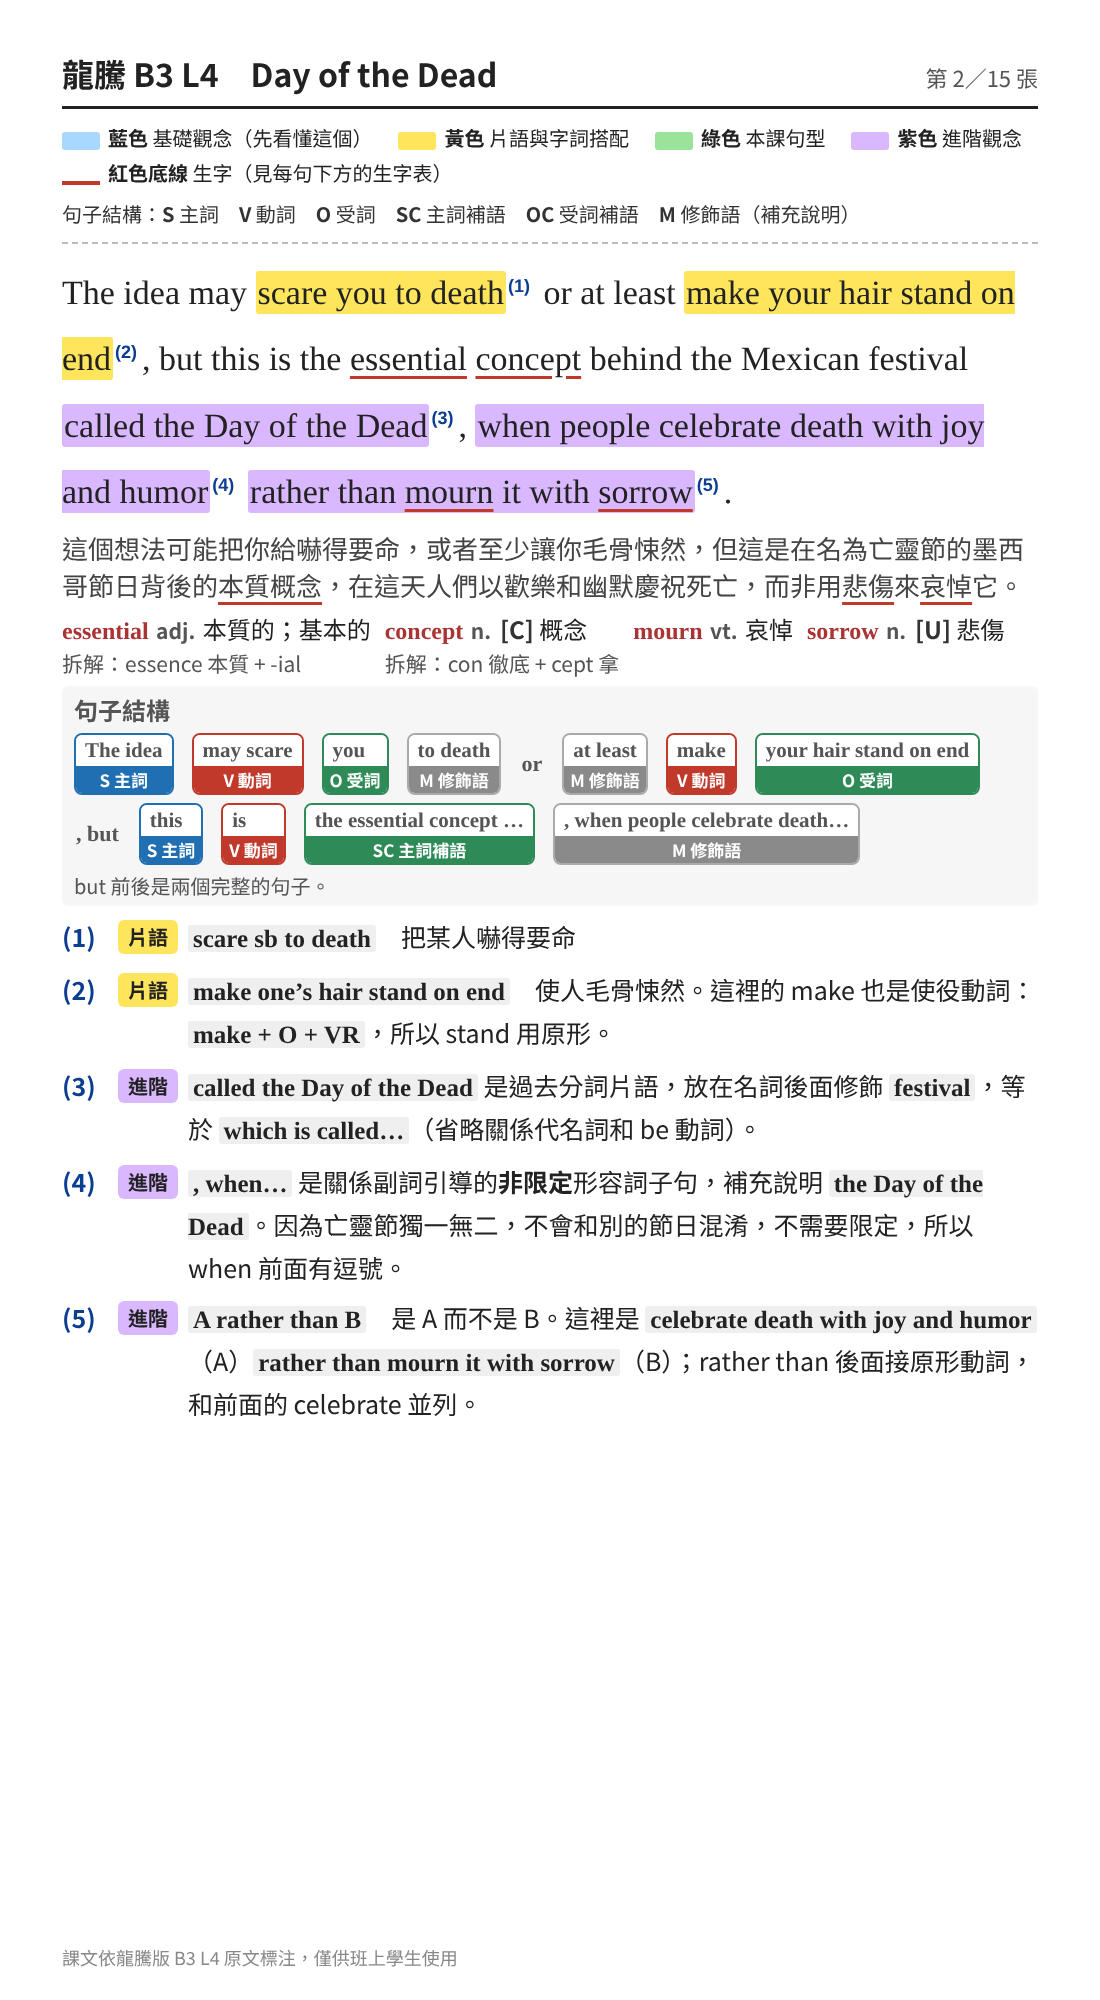 龍騰 B3 L4　Day of the Dead
第 2／15 張
藍色 基礎觀念（先看懂這個）　黃色 片語與字詞搭配　綠色 本課句型　紫色 進階觀念
紅色底線 生字（見每句下方的生字表）
句子結構：S 主詞　V 動詞　O 受詞　SC 主詞補語　OC 受詞補語　M 修飾語（補充說明）
The idea may scare you to death(1) or at least make your hair stand on
end(2), but this is the essential concept behind the Mexican festival
called the Day of the Dead(3), when people celebrate death with joy
and humor(4) rather than mourn it with sorrow(5).
這個想法可能把你給嚇得要命，或者至少讓你毛骨悚然，但這是在名為亡靈節的墨西
哥節日背後的本質概念，在這天人們以歡樂和幽默慶祝死亡，而非用悲傷來哀悼它。
essential adj. 本質的；基本的　concept n. [C] 概念　mourn vt. 哀悼　sorrow n. [U] 悲傷
拆解：essence 本質 + -ial　拆解：con 徹底 + cept 拿
句子結構
The idea　may scare　you　to death　or　at least　make　your hair stand on end
S 主詞　V 動詞　O 受詞　M 修飾語　M 修飾語　V 動詞　O 受詞
, but　this　is　the essential concept …　, when people celebrate death…
S 主詞　V 動詞　SC 主詞補語　M 修飾語
but 前後是兩個完整的句子。
(1) 片語 scare sb to death　把某人嚇得要命
(2) 片語 make one’s hair stand on end　使人毛骨悚然。這裡的 make 也是使役動詞：
make + O + VR，所以 stand 用原形。
(3) 進階 called the Day of the Dead 是過去分詞片語，放在名詞後面修飾 festival，等
於 which is called…（省略關係代名詞和 be 動詞）。
(4) 進階 , when… 是關係副詞引導的非限定形容詞子句，補充說明 the Day of the
Dead。因為亡靈節獨一無二，不會和別的節日混淆，不需要限定，所以
when 前面有逗號。
(5) 進階 A rather than B　是 A 而不是 B。這裡是 celebrate death with joy and humor
（A）rather than mourn it with sorrow（B）；rather than 後面接原形動詞，
和前面的 celebrate 並列。
課文依龍騰版 B3 L4 原文標注，僅供班上學生使用